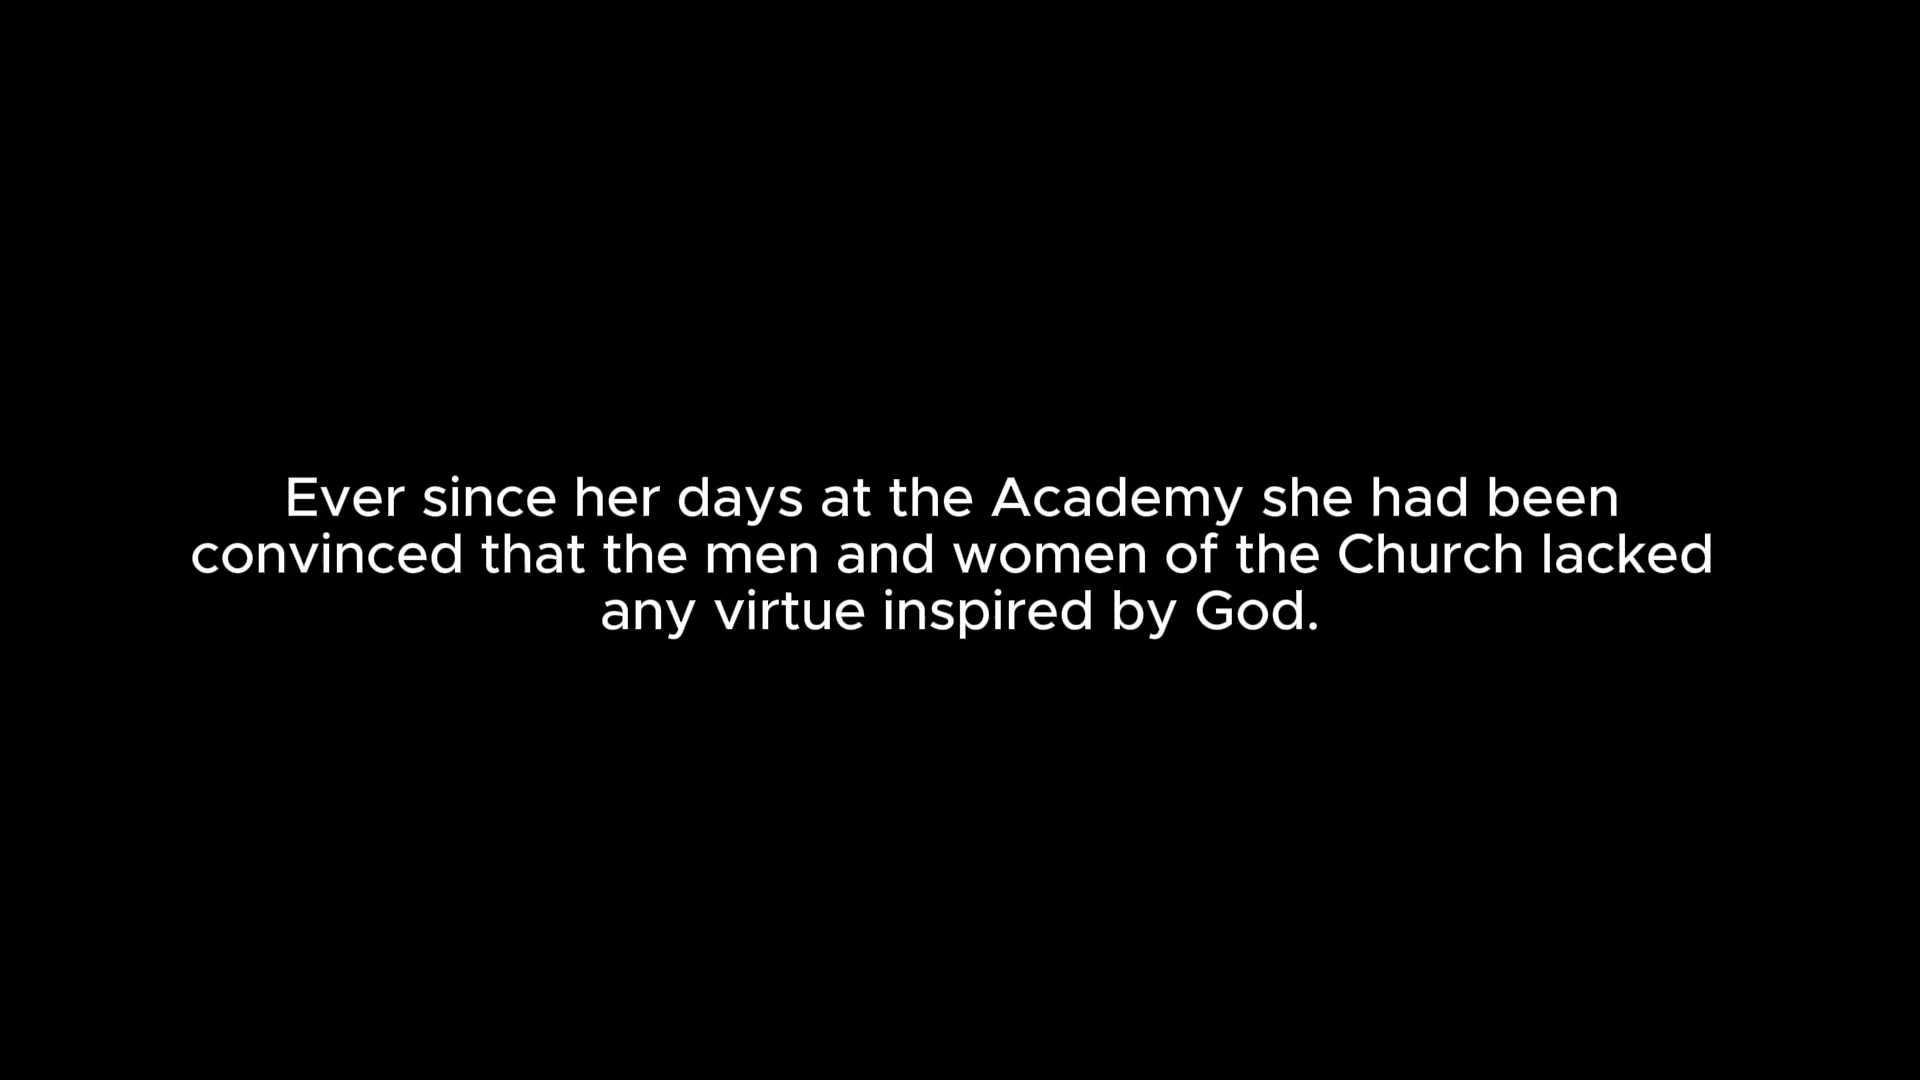 Ever since her days at the Academy she had been
convinced that the men and women of the Church lacked
any virtue inspired by God.